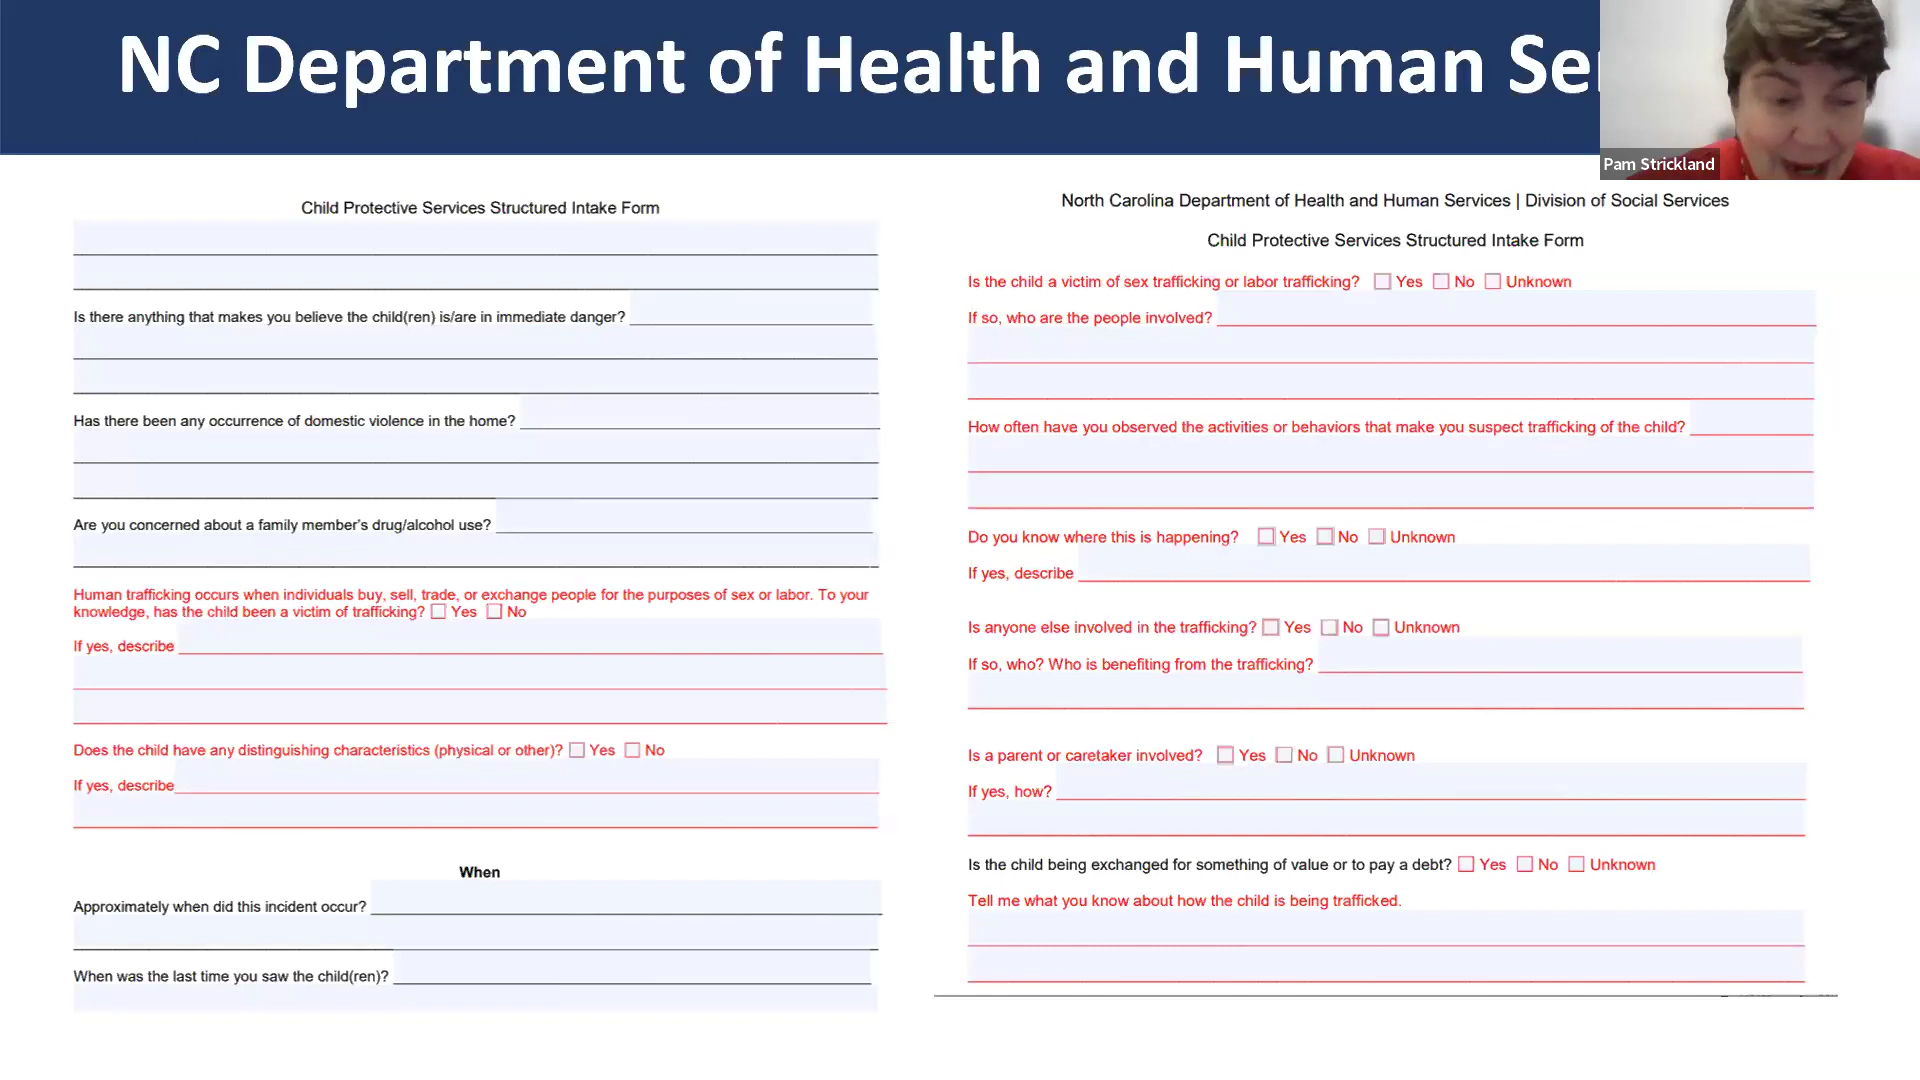 NC Department of Health and Human Ser
Pam Strickland
Child Protective Services Structured Intake Form
Is there anything that makes you believe the child(ren) is/are in immediate danger?
Has there been any occurrence of domestic violence in the home?
Are you concerned about a family member's drug/alcohol use?
Human trafficking occurs when individuals buy, sell, trade, or exchange people for the purposes of sex or labor. To your
knowledge, has the child been a victim of trafficking? Yes No
If yes, describe
Does the child have any distinguishing characteristics (physical or other)? Yes No
If yes, describe
When
Approximately when did this incident occur?
When was the last time you saw the child(ren)?
North Carolina Department of Health and Human Services | Division of Social Services
Child Protective Services Structured Intake Form
Is the child a victim of sex trafficking or labor trafficking? Yes No Unknown
If so, who are the people involved?
How often have you observed the activities or behaviors that make you suspect trafficking of the child?
Do you know where this is happening? Yes No Unknown
If yes, describe
Is anyone else involved in the trafficking? Yes No Unknown
If so, who? Who is benefiting from the trafficking?
Is a parent or caretaker involved? Yes No Unknown
If yes, how?
Is the child being exchanged for something of value or to pay a debt? Yes No Unknown
Tell me what you know about how the child is being trafficked.